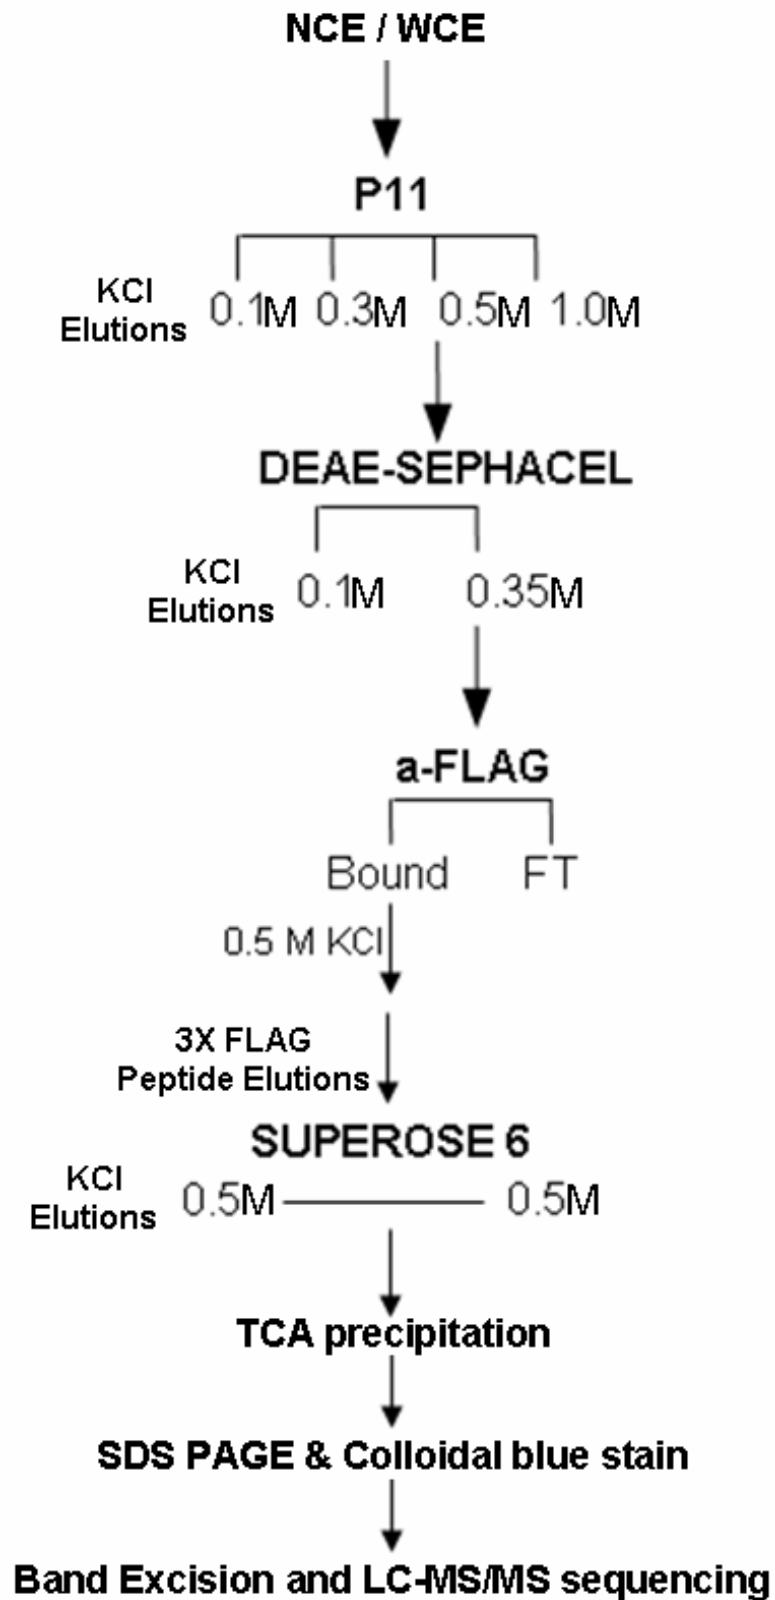 NCE / WCE
P11
KCl
Elutions
0.1M 0.3M 0.5M 1.0M
DEAE-SEPHACEL
KCl
Elutions
0.1M 0.35M
a-FLAG
Bound FT
0.5 M KCl
3X FLAG
Peptide Elutions
SUPEROSE 6
KCl
Elutions
0.5M 0.5M
TCA precipitation
SDS PAGE & Colloidal blue stain
Band Excision and LC-MS/MS sequencing